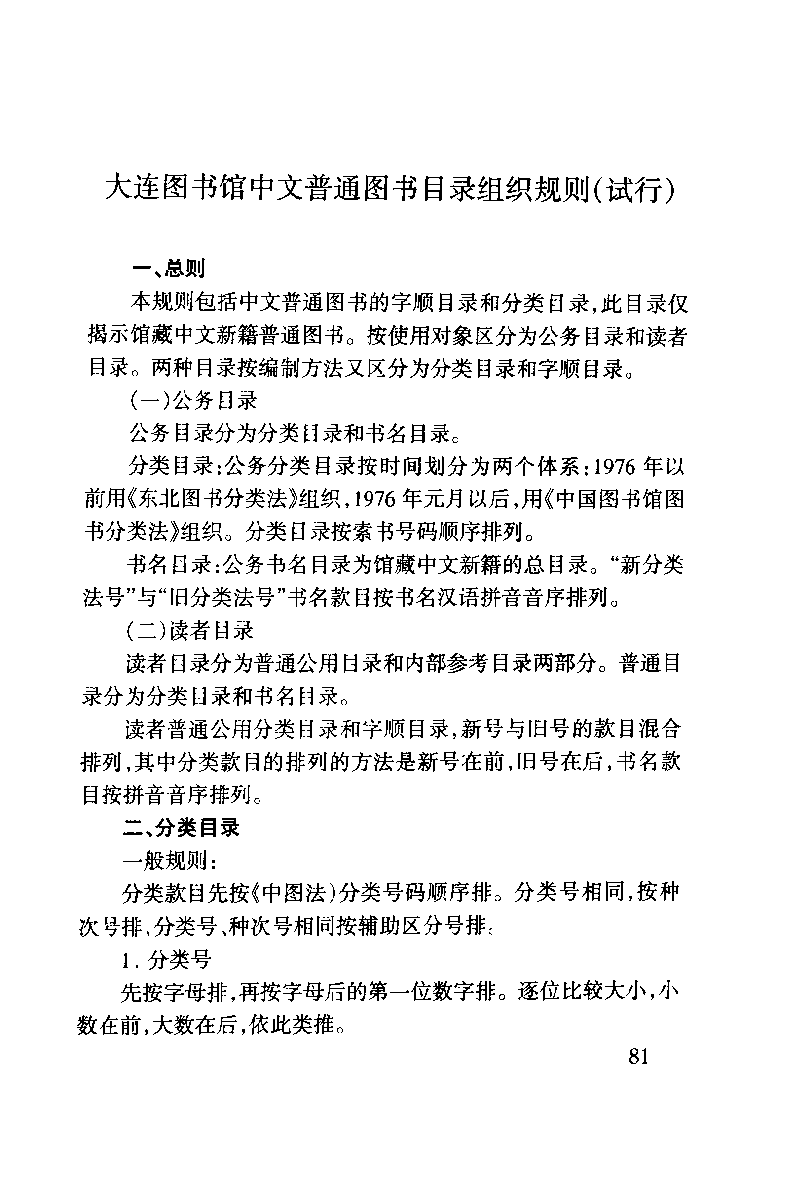 大连图书馆中文普通图书目录组织规则(试行)
一、总则
本规则包括中文普通图书的字顺目录和分类目录,此目录仅
揭示馆藏中文新籍普通图书。按使用对象区分为公务目录和读者
目录。两种目录按编制方法又区分为分类目录和字顺目录。
(一)公务目录
公务目录分为分类目录和书名目录。
分类目录:公务分类目录按时间划分为两个体系:1976 年以
前用《东北图书分类法》组织,1976 年元月以后,用《中国图书馆图
书分类法》组织。分类目录按索书号码顺序排列。
书名目录:公务书名目录为馆藏中文新籍的总目录。“新分类
法号”与“旧分类法号”书名款目按书名汉语拼音音序排列。
(二)读者目录
读者目录分为普通公用目录和内部参考目录两部分。普通目
录分为分类目录和书名目录。
读者普通公用分类目录和字顺目录,新号与旧号的款目混合
排列,其中分类款目的排列的方法是新号在前,旧号在后,书名款
目按拼音音序排列。
二、分类目录
一般规则:
分类款目先按《中图法)分类号码顺序排。分类号相同,按种
次号排,分类号、种次号相同按辅助区分号排:
1. 分类号
先按字母排,再按字母后的第一位数字排。逐位比较大小,小
数在前,大数在后,依此类推。
81